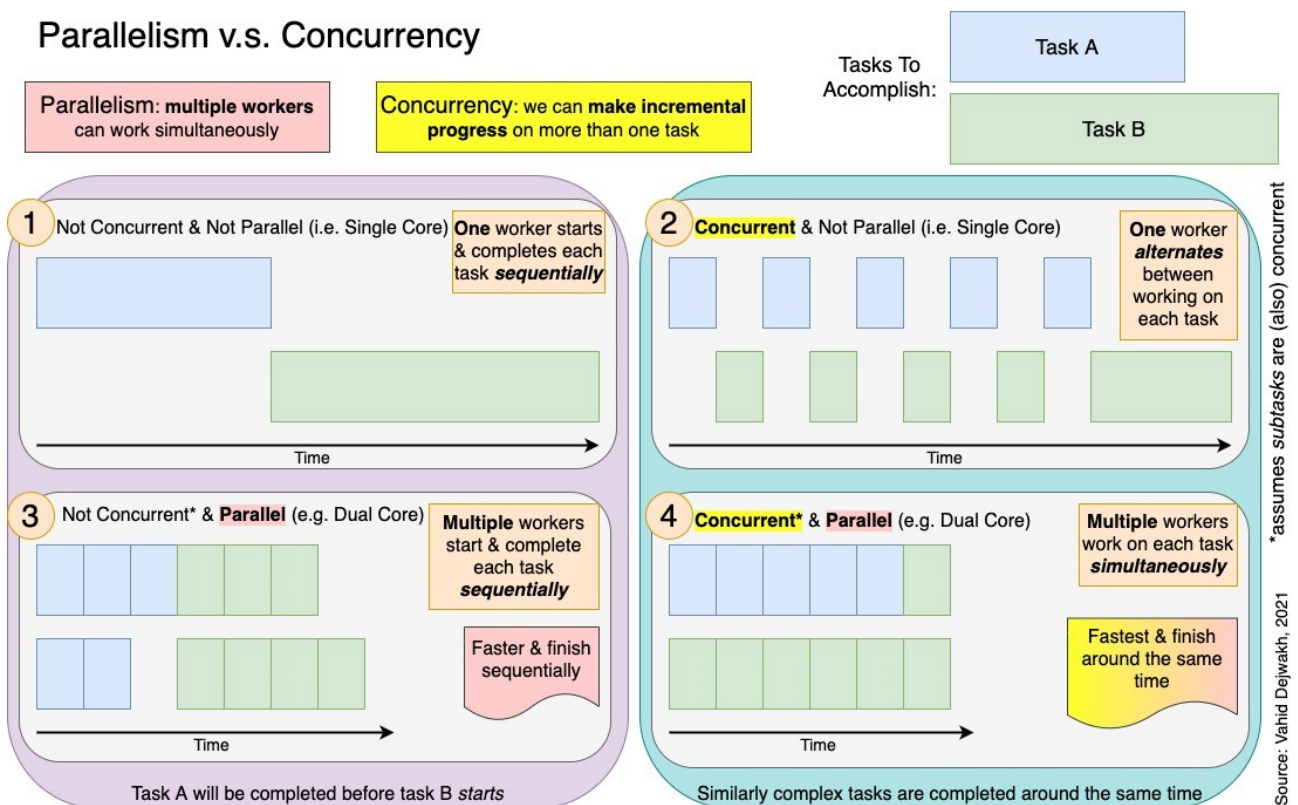 Parallelism v.s. Concurrency
Parallelism: multiple workers
can work simultaneously
Concurrency: we can make incremental
progress on more than one task
Tasks To
Accomplish:
Task A
Task B
1
Not Concurrent & Not Parallel (i.e. Single Core)
One worker starts
& completes each
task sequentially
Time
2
Concurrent & Not Parallel (i.e. Single Core)
One worker
alternates
between
working on
each task
Time
3
Not Concurrent* & Parallel (e.g. Dual Core)
Multiple workers
start & complete
each task
sequentially
Faster & finish
sequentially
Time
Task A will be completed before task B starts
4
Concurrent* & Parallel (e.g. Dual Core)
Multiple workers
work on each task
simultaneously
Fastest & finish
around the same
time
Time
Similarly complex tasks are completed around the same time
*assumes subtasks are (also) concurrent
Source: Vahid Dejwakh, 2021